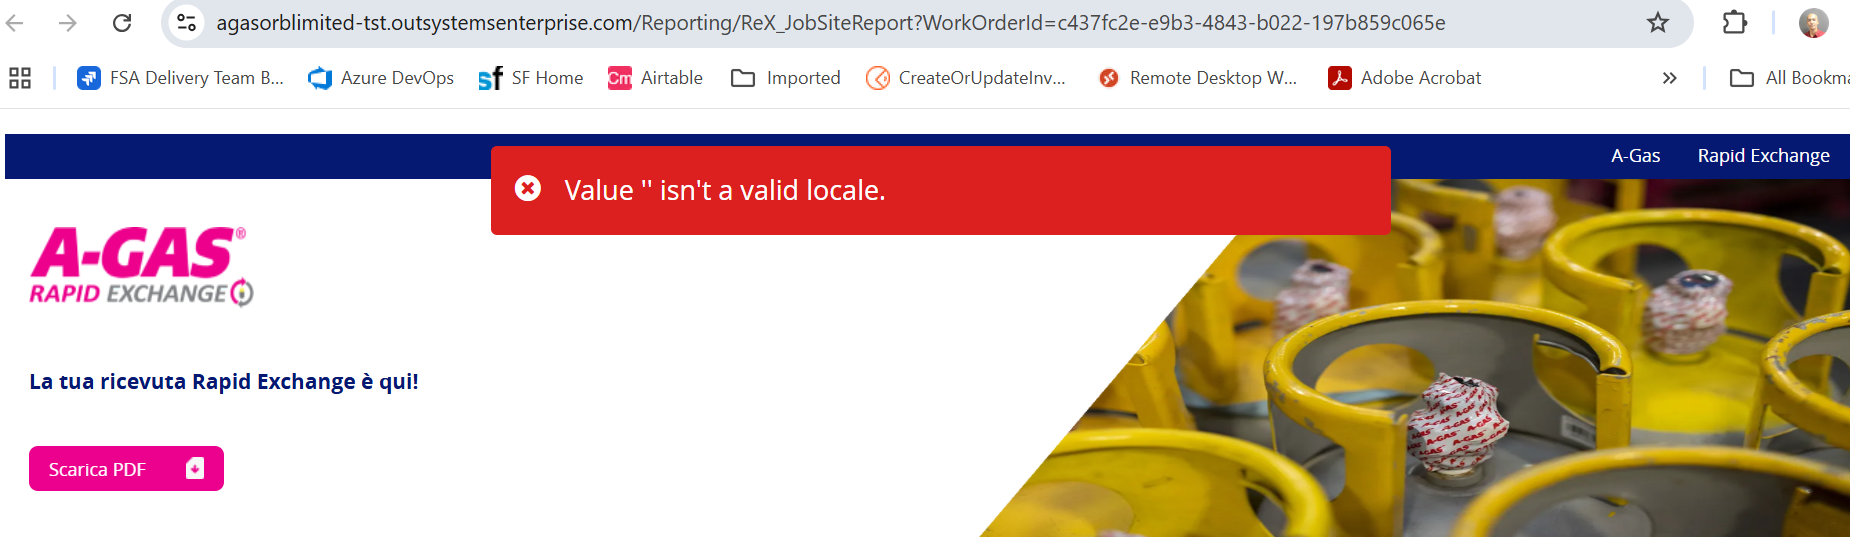 agasorblimited-tst.outsystemsenterprise.com/Reporting/ReX_JobSiteReport?WorkOrderId=c437fc2e-e9b3-4843-b022-197b859c065e
FSA Delivery Team B... Azure DevOps sf SF Home Cm Airtable Imported CreateOrUpdateInv... Remote Desktop W... Adobe Acrobat » All Bookma
A-Gas Rapid Exchange
Value '' isn't a valid locale.
A-GAS®
RAPID EXCHANGE
La tua ricevuta Rapid Exchange è qui!
Scarica PDF